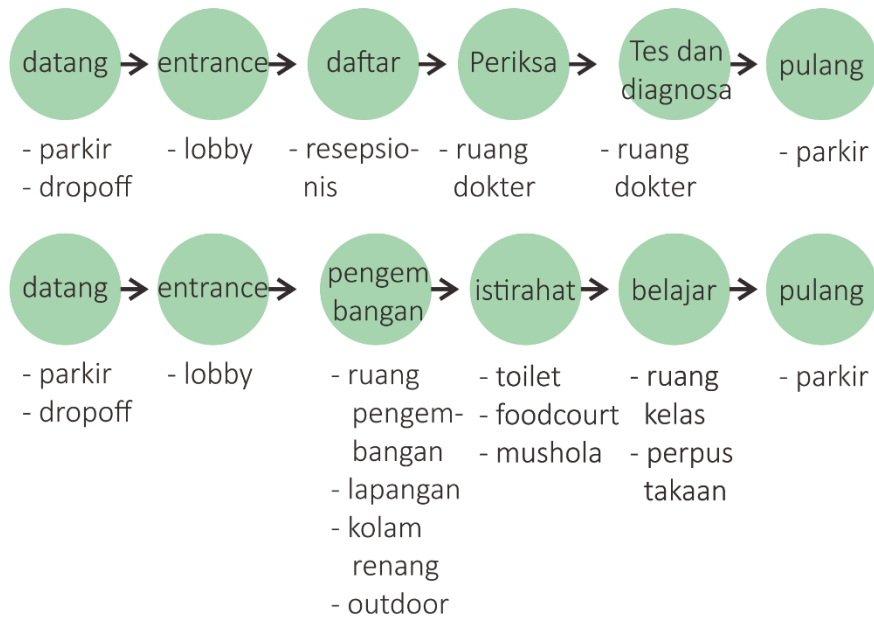 datang entrance daftar Periksa Tes dan diagnosa pulang
- parkir - lobby - resepsio- - ruang - ruang - parkir
- dropoff nis dokter dokter
datang entrance pengem bangan istirahat belajar pulang
- parkir - lobby - ruang - toilet - ruang - parkir
- dropoff pengem- - foodcourt kelas
bangan - mushola - perpus
- lapangan takaan
- kolam
renang
- outdoor